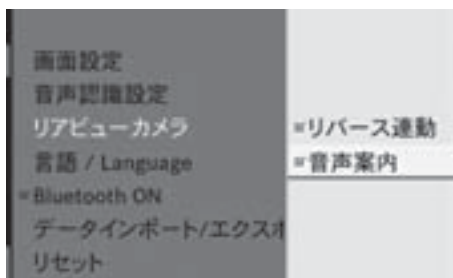 画面設定
音声認識設定
リアビューカメラ
言語 / Language
Bluetooth ON
データインポート/エクスポ
リセット
リバース連動
音声案内